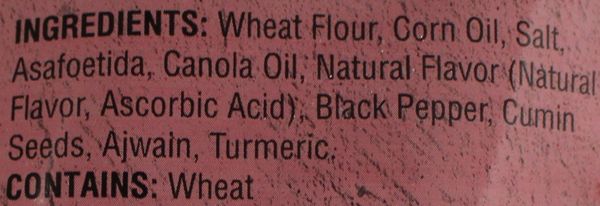 INGREDIENTS: Wheat Flour, Corn Oil, Salt,
Asafoetida, Canola Oil, Natural Flavor (Natural
Flavor, Ascorbic Acid), Black Pepper, Cumin
Seeds, Ajwain, Turmeric.
CONTAINS: Wheat